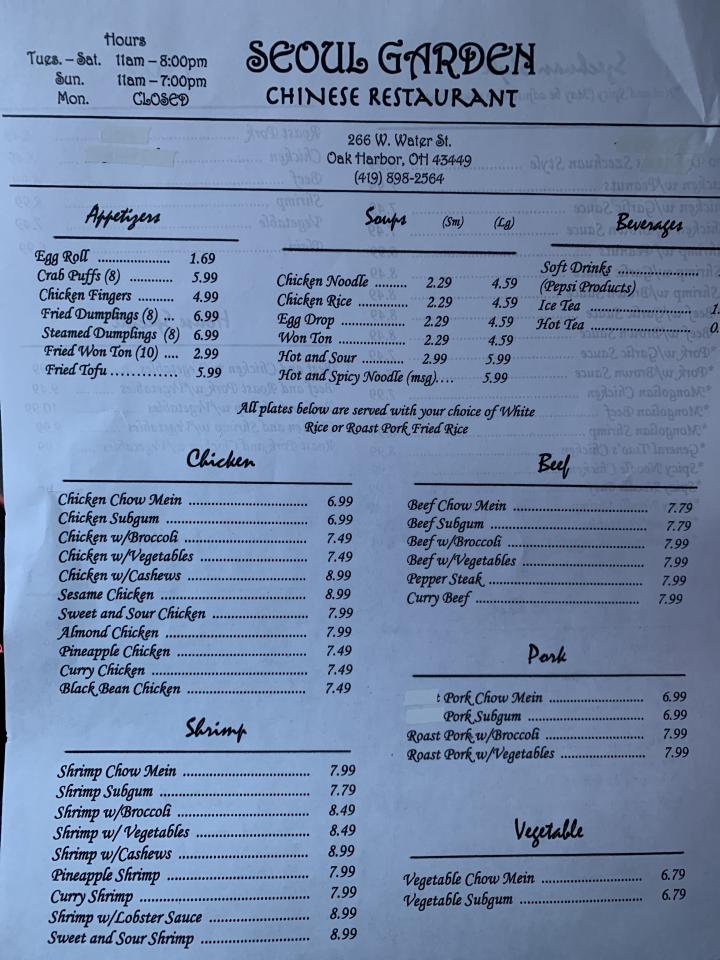 Hours
Tues. – Sat. 11am – 8:00pm
Sun. 11am – 7:00pm
Mon. CLOSED
SEOUL GARDEN
CHINESE RESTAURANT
266 W. Water St.
Oak Harbor, OH 43449
(419) 898-2564
Appetizers
Egg Roll .................... 1.69
Crab Puffs (8) ............ 5.99
Chicken Fingers .......... 4.99
Fried Dumplings (8) ... 6.99
Steamed Dumplings (8) 6.99
Fried Won Ton (10) .... 2.99
Fried Tofu ............ 5.99
Soups (Sm) (Lg)
Chicken Noodle ......... 2.29 4.59
Chicken Rice ............. 2.29 4.59
Egg Drop .................. 2.29 4.59
Won Ton ................... 2.29 4.59
Hot and Sour ............ 2.99 5.99
Hot and Spicy Noodle (msg).... 5.99
Beverages
Soft Drinks ......................
(Pepsi Products)
Ice Tea ..............................
Hot Tea .............................
All plates below are served with your choice of White
Rice or Roast Pork Fried Rice
Chicken
Chicken Chow Mein .................................. 6.99
Chicken Subgum ........................................ 6.99
Chicken w/Broccoli ................................... 7.49
Chicken w/Vegetables ................................ 7.49
Chicken w/Cashews .................................... 8.99
Sesame Chicken .......................................... 8.99
Sweet and Sour Chicken ............................ 7.99
Almond Chicken ........................................ 7.99
Pineapple Chicken ..................................... 7.49
Curry Chicken ............................................ 7.49
Black Bean Chicken ................................... 7.49
Shrimp
Shrimp Chow Mein .................................... 7.99
Shrimp Subgum .......................................... 7.79
Shrimp w/Broccoli ..................................... 8.49
Shrimp w/ Vegetables ................................. 8.49
Shrimp w/Cashews ...................................... 8.99
Pineapple Shrimp ........................................ 7.99
Curry Shrimp .............................................. 7.99
Shrimp w/Lobster Sauce ............................. 8.99
Sweet and Sour Shrimp ............................... 8.99
Beef
Beef Chow Mein ........................................ 7.79
Beef Subgum .............................................. 7.79
Beef w/Broccoli ......................................... 7.99
Beef w/Vegetables ...................................... 7.99
Pepper Steak ............................................... 7.99
Curry Beef .................................................. 7.99
Pork
t Pork Chow Mein ............................ 6.99
Pork Subgum .................................. 6.99
Roast Pork w/Broccoli ............................... 7.99
Roast Pork w/Vegetables ............................ 7.99
Vegetable
Vegetable Chow Mein .............................. 6.79
Vegetable Subgum .................................... 6.79